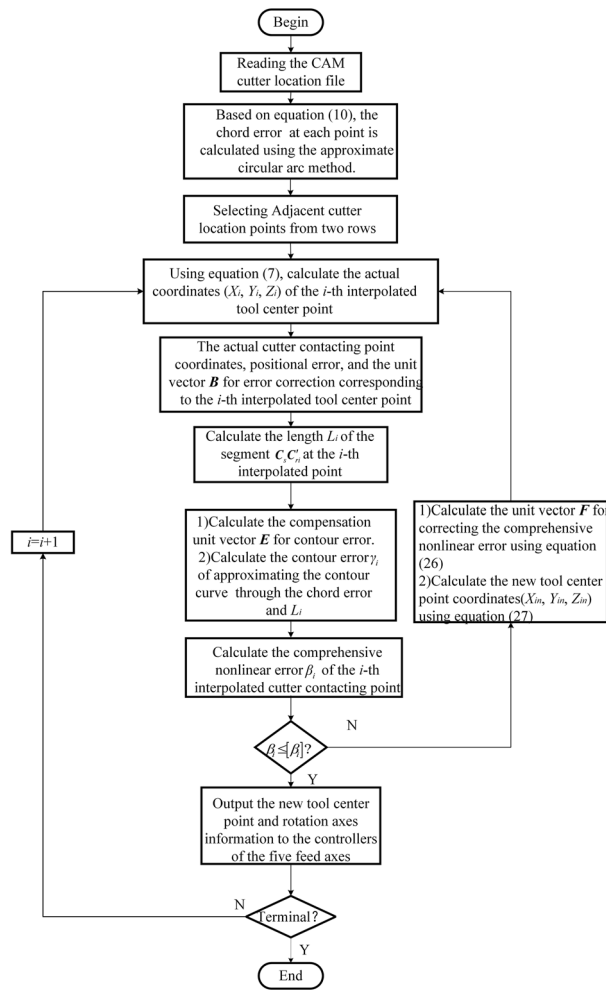 Begin
Reading the CAM
cutter location file
Based on equation (10), the
chord error at each point is
calculated using the approximate
circular arc method.
Selecting Adjacent cutter
location points from two rows
Using equation (7), calculate the actual
coordinates (Xi, Yi, Zi) of the i-th interpolated
tool center point
The actual cutter contacting point
coordinates, positional error, and the unit
vector B for error correction corresponding
to the i-th interpolated tool center point
Calculate the length Li of the
segment CsC′ri at the i-th
interpolated point
1)Calculate the compensation
unit vector E for contour error.
2)Calculate the contour error γi
of approximating the contour
curve through the chord error
and Li
i=i+1
1)Calculate the unit vector F for
correcting the comprehensive
nonlinear error using equation
(26)
2)Calculate the new tool center
point coordinates(Xin, Yin, Zin)
using equation (27)
Calculate the comprehensive
nonlinear error βi of the i-th
interpolated cutter contacting point
N
βi≤[βi]?
Y
Output the new tool center
point and rotation axes
information to the controllers
of the five feed axes
N
Terminal?
Y
End